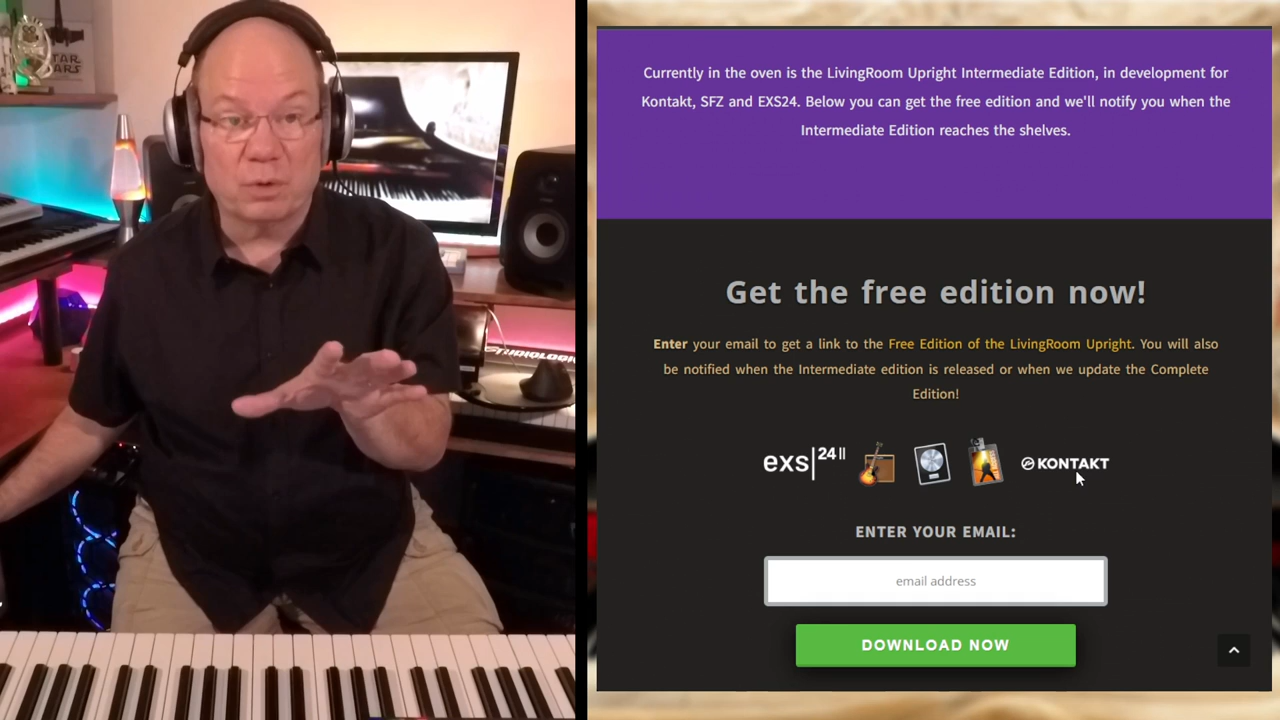 STAR
WARS
STUDIOLOGIC
Currently in the oven is the LivingRoom Upright Intermediate Edition, in development for
Kontakt, SFZ and EXS24. Below you can get the free edition and we'll notify you when the
Intermediate Edition reaches the shelves.
Get the free edition now!
Enter your email to get a link to the Free Edition of the LivingRoom Upright. You will also
be notified when the Intermediate edition is released or when we update the Complete
Edition!
exs|24 II
KONTAKT
ENTER YOUR EMAIL:
email address
DOWNLOAD NOW